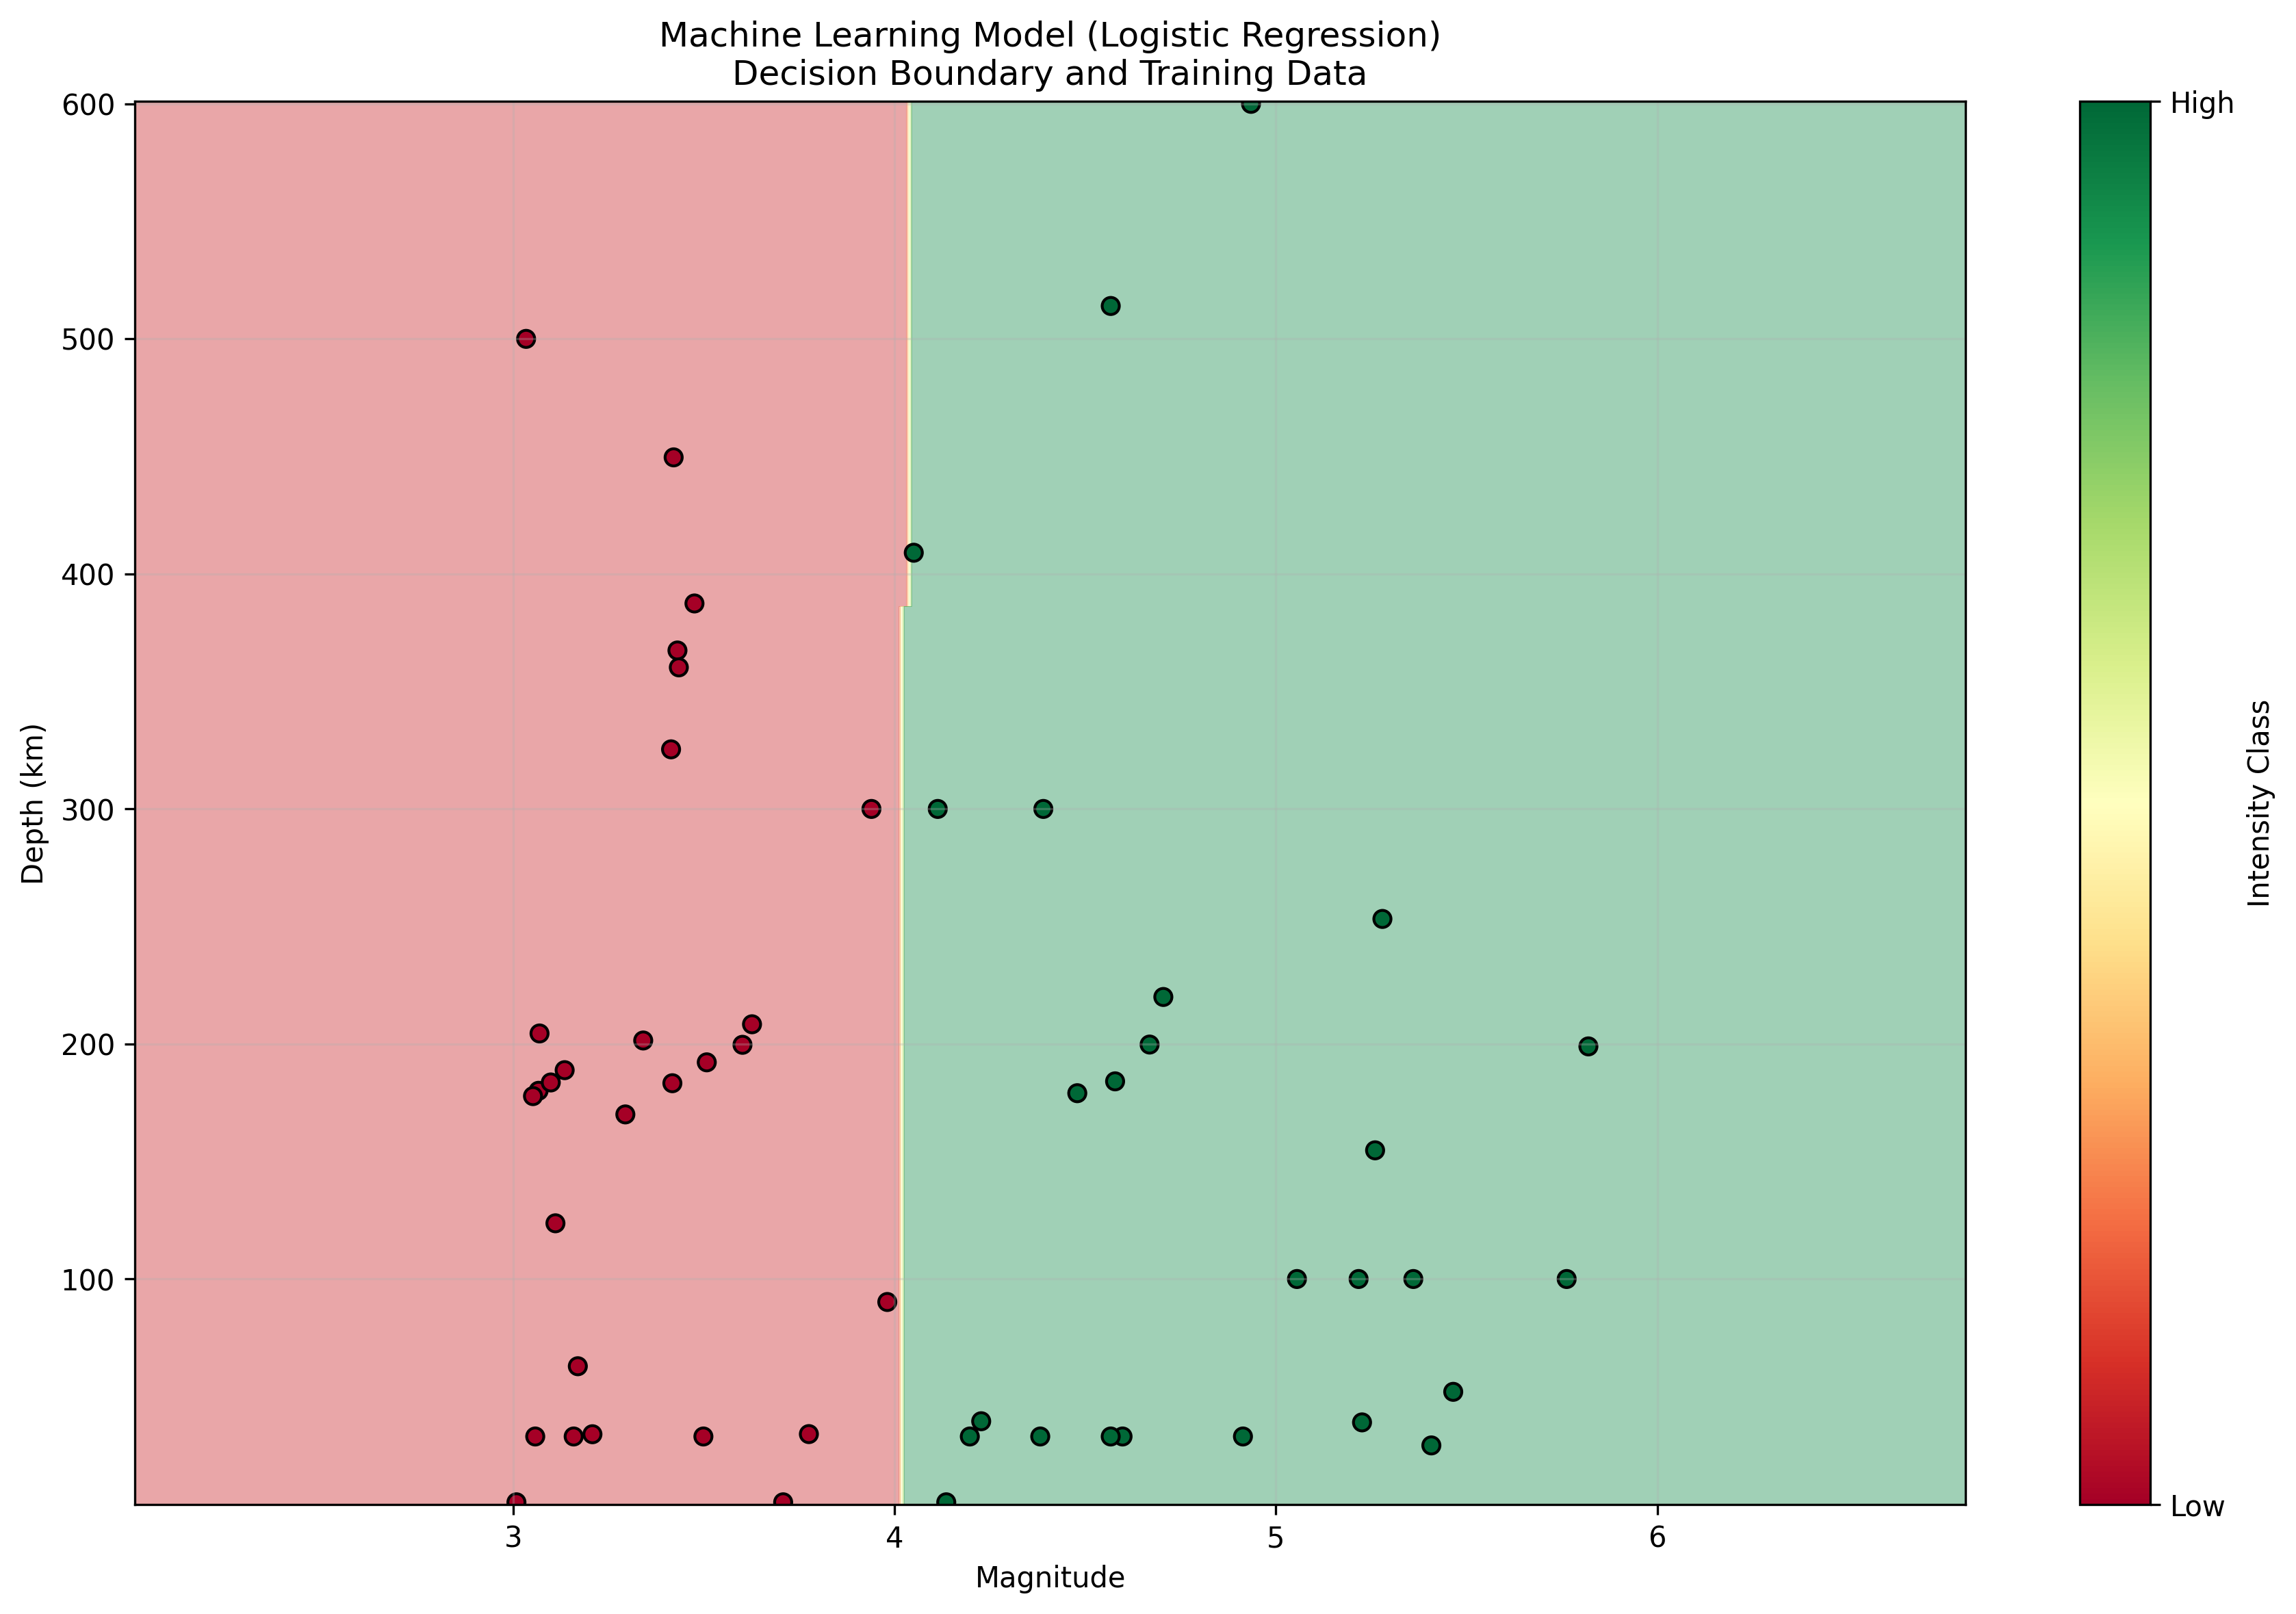 Machine Learning Model (Logistic Regression)
Decision Boundary and Training Data
600
500
400
300
200
100
Depth (km)
3
4
5
6
Magnitude
High
Low
Intensity Class